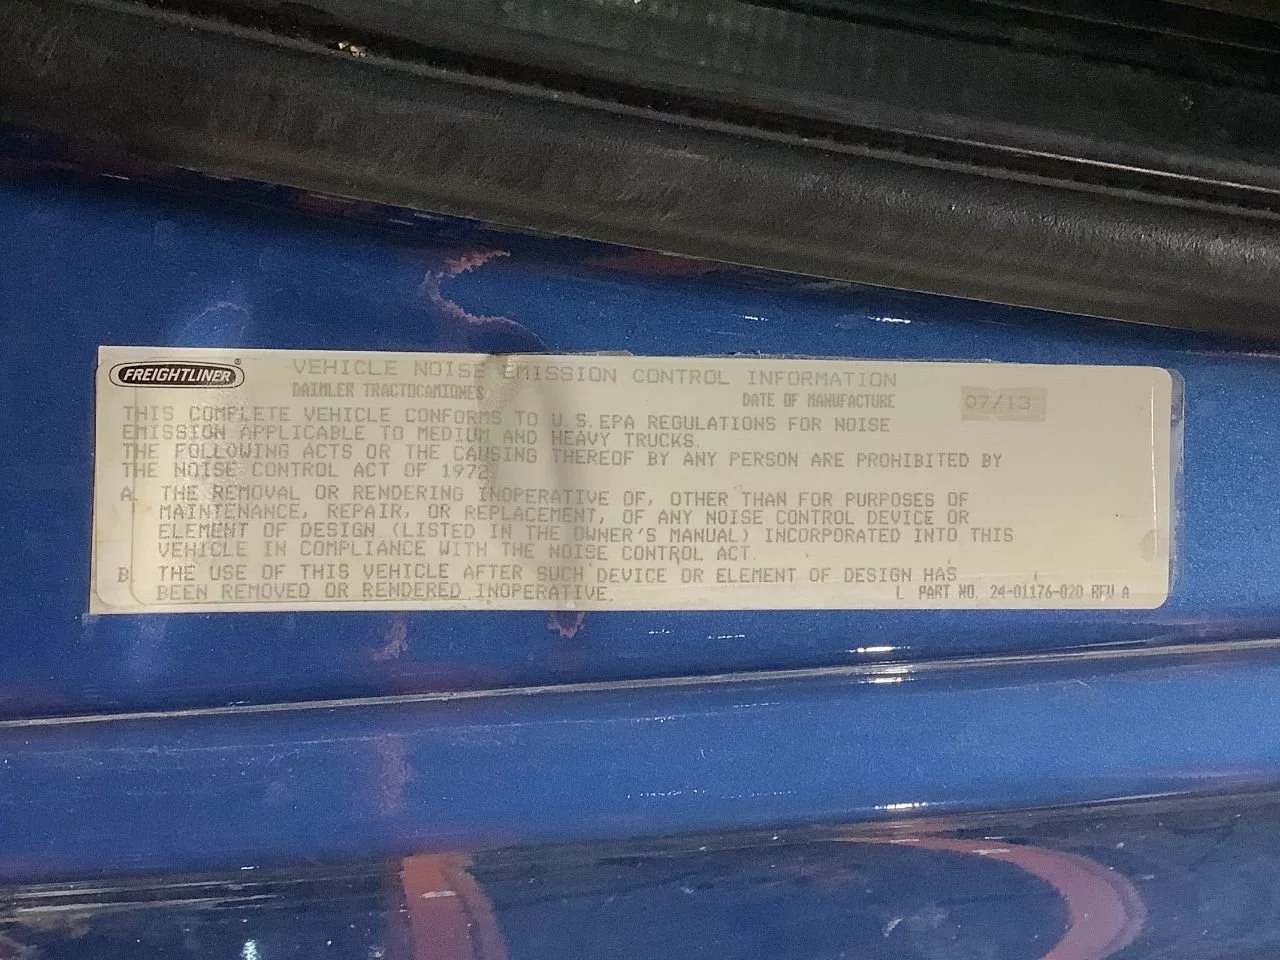 FREIGHTLINER®
VEHICLE NOISE EMISSION CONTROL INFORMATION
DAIMLER TRACTOCAMIONES
DATE OF MANUFACTURE 07/13
THIS COMPLETE VEHICLE CONFORMS TO U.S. EPA REGULATIONS FOR NOISE
EMISSION APPLICABLE TO MEDIUM AND HEAVY TRUCKS.
THE FOLLOWING ACTS OR THE CAUSING THEREOF BY ANY PERSON ARE PROHIBITED BY
THE NOISE CONTROL ACT OF 1972
A. THE REMOVAL OR RENDERING INOPERATIVE OF, OTHER THAN FOR PURPOSES OF
MAINTENANCE, REPAIR, OR REPLACEMENT, OF ANY NOISE CONTROL DEVICE OR
ELEMENT OF DESIGN (LISTED IN THE OWNER'S MANUAL) INCORPORATED INTO THIS
VEHICLE IN COMPLIANCE WITH THE NOISE CONTROL ACT.
B. THE USE OF THIS VEHICLE AFTER SUCH DEVICE OR ELEMENT OF DESIGN HAS
BEEN REMOVED OR RENDERED INOPERATIVE.
L PART NO. 24-01176-020 REV A